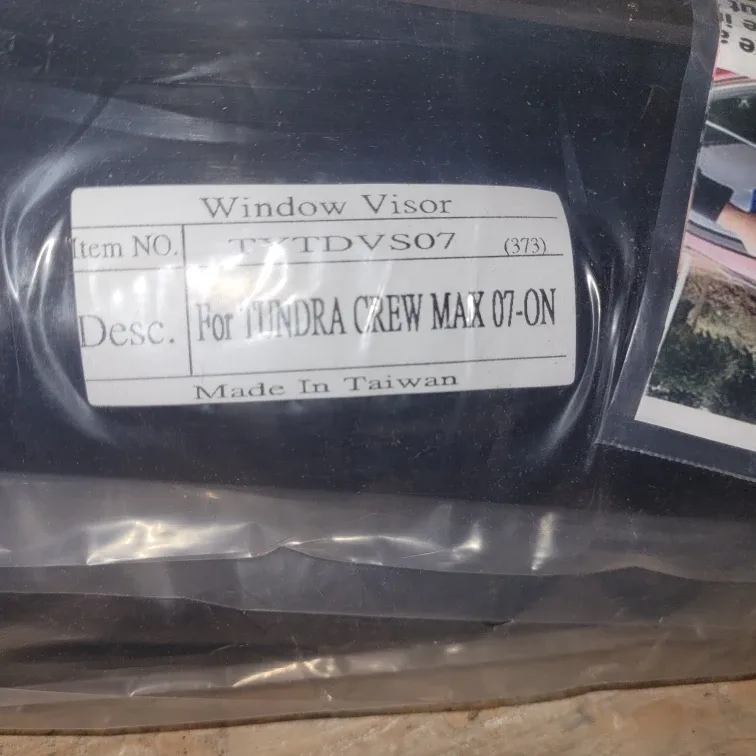 Window Visor
Item NO. TYTDVS07 (373)
Desc. For TUNDRA CREW MAX 07-ON
Made In Taiwan